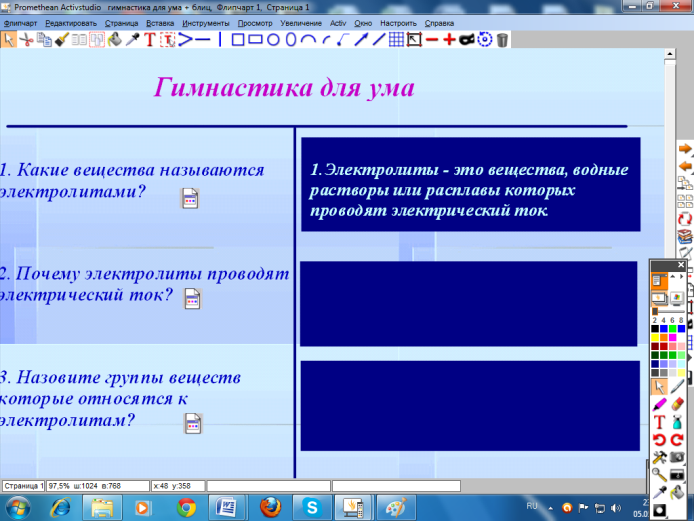 Promethean Activstudio гимнастика для ума + блиц, Флипчарт 1, Страница 1
Флипчарт Редактировать Страница Вставка Инструменты Просмотр Увеличение Activ Окно Настроить Справка
Гимнастика для ума
1. Какие вещества называются
электролитами?
1. Электролиты - это вещества, водные
растворы или расплавы которых
проводят электрический ток.
2. Почему электролиты проводят
электрический ток?
3. Назовите группы веществ
которые относятся к
электролитам?
2 4 6 8
Страница 1 97,5% ш:1024 в:768 x:48 y:358
RU